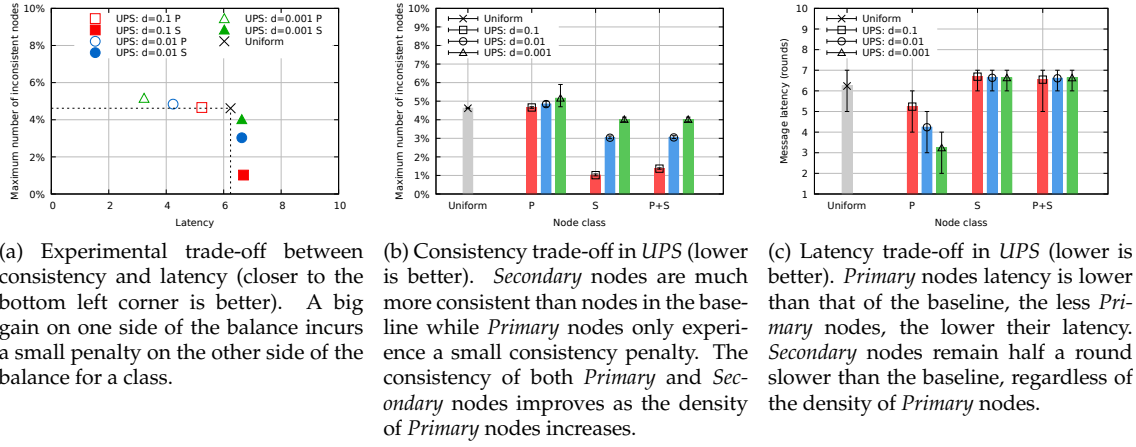 Maximum number of inconsistent nodes
10%
8%
6%
4%
2%
0%
0
2
4
6
8
10
Latency
UPS: d=0.1 P
UPS: d=0.1 S
UPS: d=0.01 P
UPS: d=0.01 S
UPS: d=0.001 P
UPS: d=0.001 S
Uniform
Maximum number of inconsistent nodes
10%
9%
8%
7%
6%
5%
4%
3%
2%
1%
0%
Uniform
P
S
P+S
Node class
Uniform
UPS: d=0.1
UPS: d=0.01
UPS: d=0.001
Message latency (rounds)
10
9
8
7
6
5
4
3
2
1
Uniform
P
S
P+S
Node class
Uniform
UPS: d=0.1
UPS: d=0.01
UPS: d=0.001
(a) Experimental trade-off between
consistency and latency (closer to the
bottom left corner is better). A big
gain on one side of the balance incurs
a small penalty on the other side of the
balance for a class.
(b) Consistency trade-off in UPS (lower
is better). Secondary nodes are much
more consistent than nodes in the base-
line while Primary nodes only experi-
ence a small consistency penalty. The
consistency of both Primary and Sec-
ondary nodes improves as the density
of Primary nodes increases.
(c) Latency trade-off in UPS (lower is
better). Primary nodes latency is lower
than that of the baseline, the less Pri-
mary nodes, the lower their latency.
Secondary nodes remain half a round
slower than the baseline, regardless of
the density of Primary nodes.